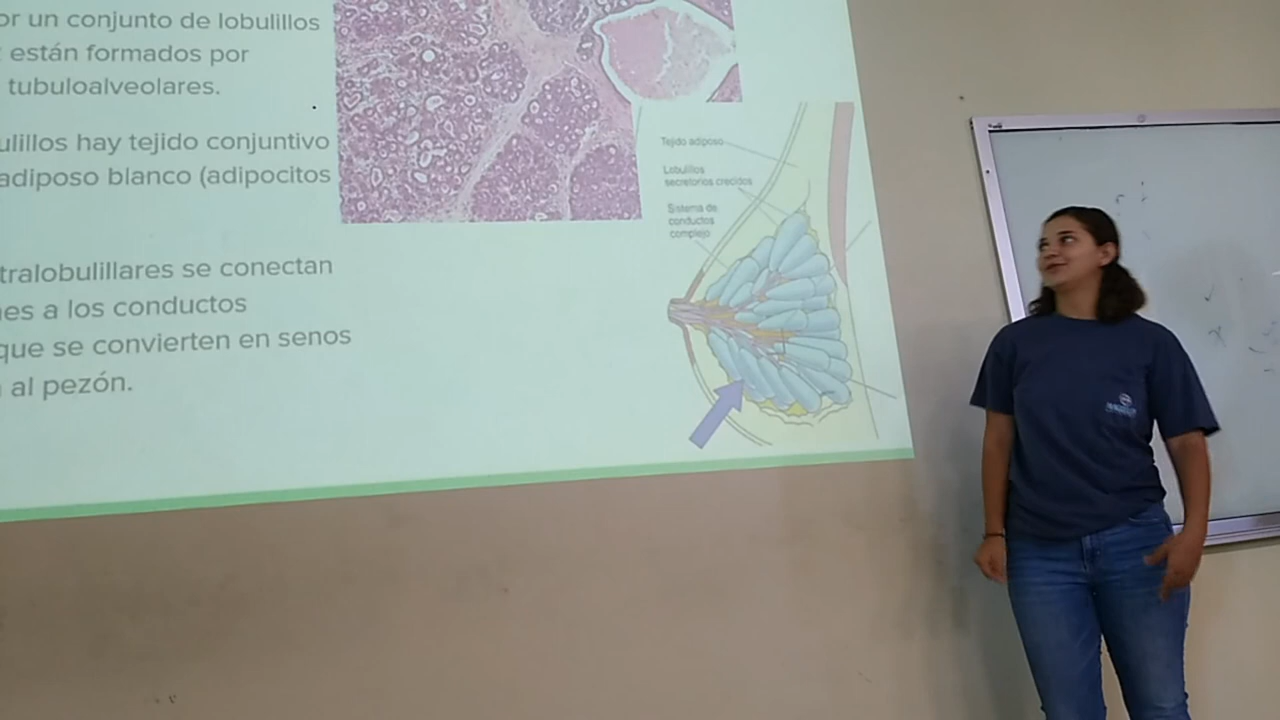 or un conjunto de lobulillos
están formados por
tubuloalveolares.
ulillos hay tejido conjuntivo
adiposo blanco (adipocitos
tralobulillares se conectan
es a los conductos
que se convierten en senos
al pezón.
Tejido adiposo
Lobulillos
secretorios crecidos
Sistema de
conductos
complejo